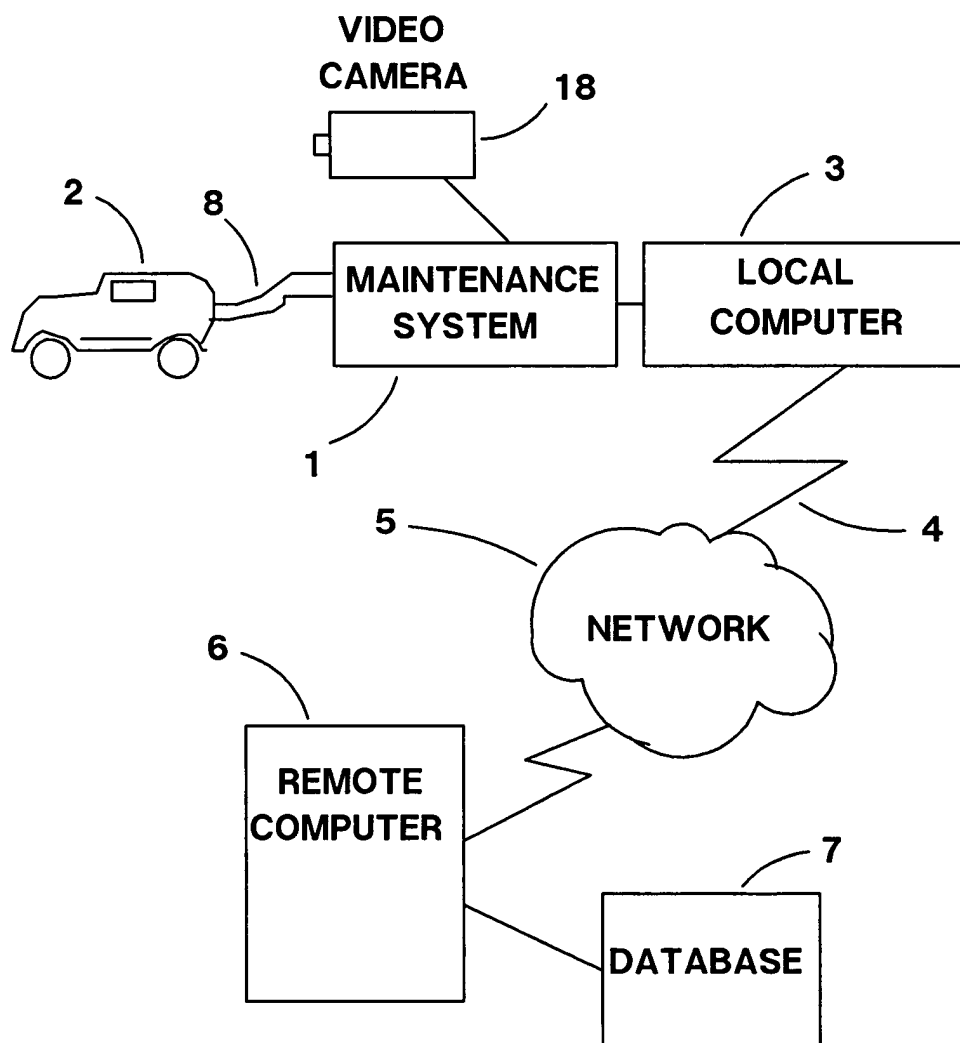 VIDEO
CAMERA
18
2
8
3
MAINTENANCE
SYSTEM
LOCAL
COMPUTER
1
5
4
NETWORK
6
REMOTE
COMPUTER
7
DATABASE